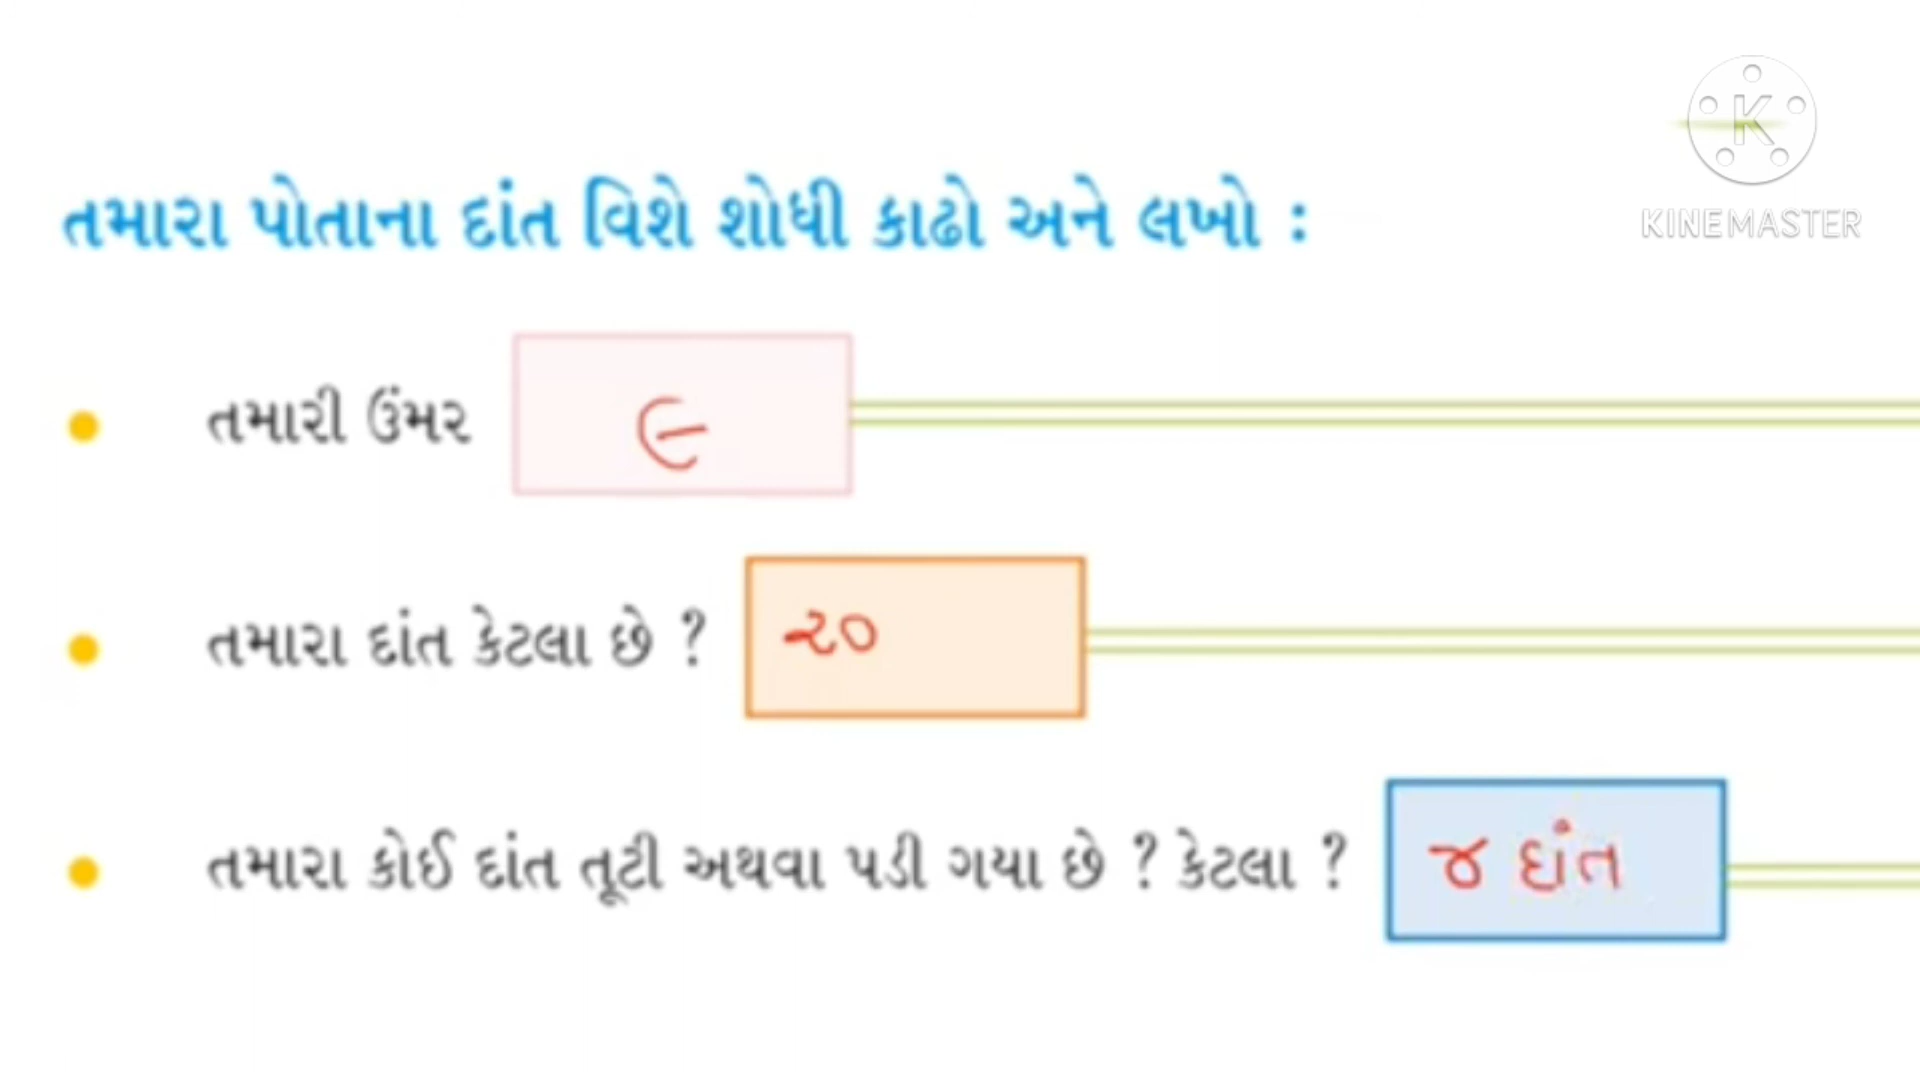 KINEMASTER
તમારા પોતાના દાંત વિશે શોધી કાઢો અને લખો :
તમારી ઉંમર ૯
તમારા દાંત કેટલા છે ? ૨૦
તમારા કોઈ દાંત તૂટી અથવા પડી ગયા છે ? કેટલા ? ૪ દાંત